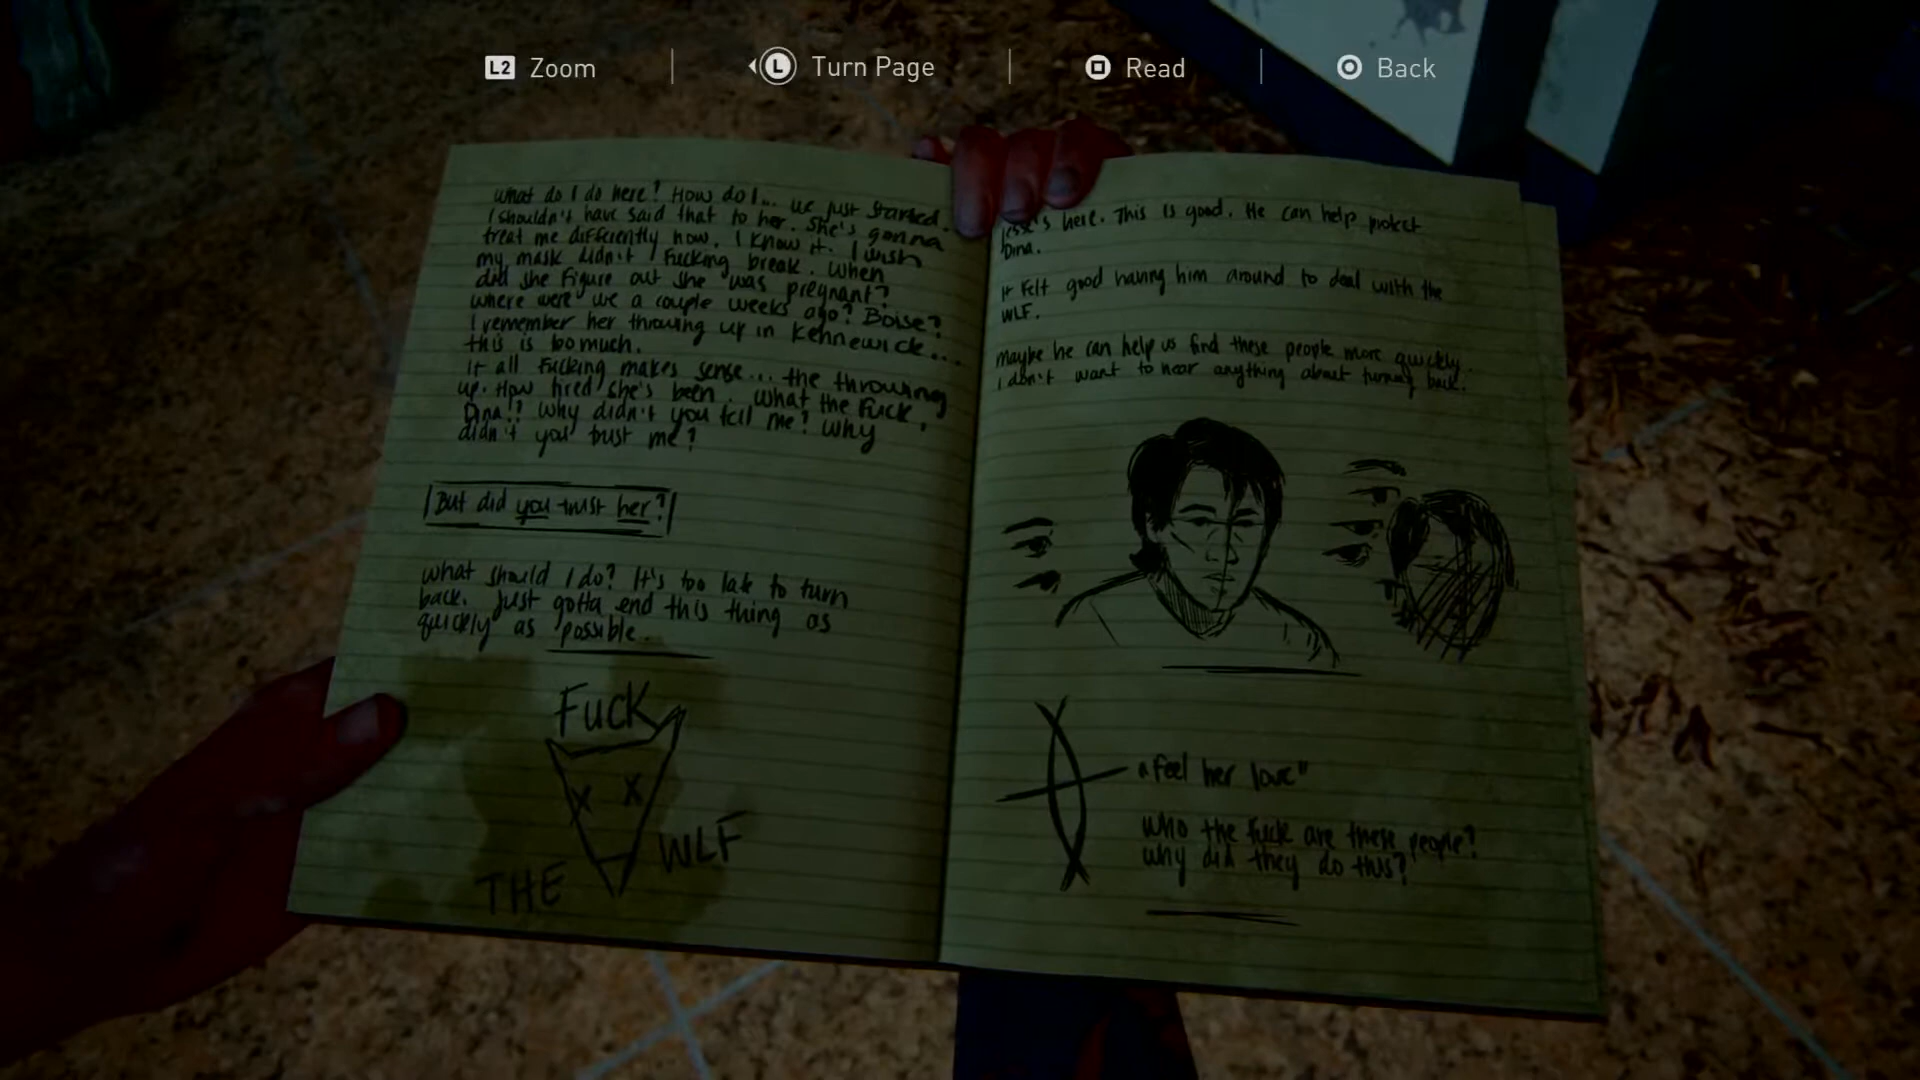 L2 Zoom
L Turn Page
Read
Back
What do I do here? How do I... we just started.
I shouldn't have said that to her. She's gonna
treat me differently now. I know it. I wish
my mask didn't fucking break. When
did she figure out she was pregnant?
where were we a couple weeks ago? Boise?
I remember her throwing up in Kennewick...
this is too much.
It all fucking makes sense... the throwing
up. How tired she's been. What the fuck,
Dina!? Why didn't you tell me? Why
didn't you trust me?
But did you trust her?
What should I do? It's too late to turn
back. Just gotta end this thing as
quickly as possible.
Fuck
THE
WLF
Jesse's here. This is good. He can help protect
Dina.
It felt good having him around to deal with the
WLF.
Maybe he can help us find these people more quickly.
I don't want to hear anything about turning back.
"feel her love"
Who the fuck are these people?
Why did they do this?